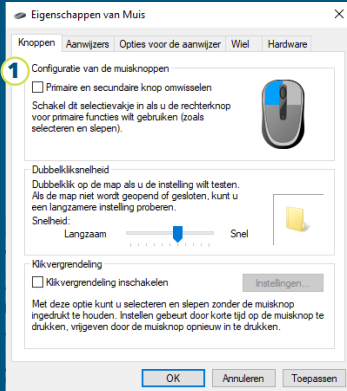 Eigenschappen van Muis
Knoppen Aanwijzers Opties voor de aanwijzer Wiel Hardware
1
Configuratie van de muisknoppen
Primaire en secundaire knop omwisselen
Schakel dit selectievakje in als u de rechterknop
voor primaire functies wilt gebruiken (zoals
selecteren en slepen).
Dubbelkliksnelheid
Dubbelklik op de map als u de instelling wilt testen.
Als de map niet wordt geopend of gesloten, kunt u
een langzamere instelling proberen.
Snelheid:
Langzaam Snel
Klikvergrendeling
Klikvergrendeling inschakelen
Instellingen...
Met deze optie kunt u selecteren en slepen zonder de muisknop
ingedrukt te houden. Instellen gebeurt door korte tijd op de muisknop te
drukken, vrijgeven door de muisknop opnieuw in te drukken.
OK Annuleren Toepassen